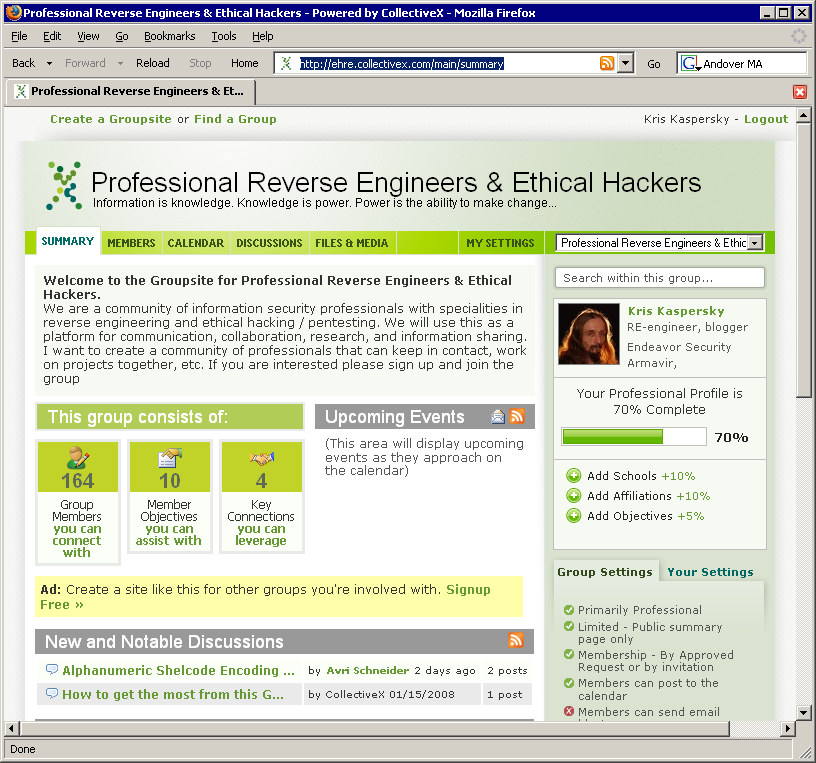 Professional Reverse Engineers & Ethical Hackers - Powered by CollectiveX - Mozilla Firefox
File Edit View Go Bookmarks Tools Help
Back Forward Reload Stop Home http://ehre.collectivex.com/main/summary Go G Andover MA
Professional Reverse Engineers & Et...
Create a Groupsite or Find a Group
Kris Kaspersky - Logout
Professional Reverse Engineers & Ethical Hackers
Information is knowledge. Knowledge is power. Power is the ability to make change...
SUMMARY MEMBERS CALENDAR DISCUSSIONS FILES & MEDIA MY SETTINGS Professional Reverse Engineers & Ethic
Welcome to the Groupsite for Professional Reverse Engineers & Ethical
Hackers.
We are a community of information security professionals with specialities in
reverse engineering and ethical hacking / pentesting. We will use this as a
platform for communication, collaboration, research, and information sharing.
I want to create a community of professionals that can keep in contact, work
on projects together, etc. If you are interested please sign up and join the
group
This group consists of:
164
Group
Members
you can
connect
with
10
Member
Objectives
you can
assist with
4
Key
Connections
you can
leverage
Upcoming Events
(This area will display upcoming
events as they approach on
the calendar)
Ad: Create a site like this for other groups you're involved with. Signup
Free »
New and Notable Discussions
Alphanumeric Shelcode Encoding ... by Avri Schneider 2 days ago 2 posts
How to get the most from this G... by CollectiveX 01/15/2008 1 post
Search within this group...
Kris Kaspersky
RE-engineer, blogger
Endeavor Security
Armavir,
Your Professional Profile is
70% Complete
70%
Add Schools +10%
Add Affiliations +10%
Add Objectives +5%
Group Settings Your Settings
Primarily Professional
Limited - Public summary
page only
Membership - By Approved
Request or by invitation
Members can post to the
calendar
Members can send email
Done